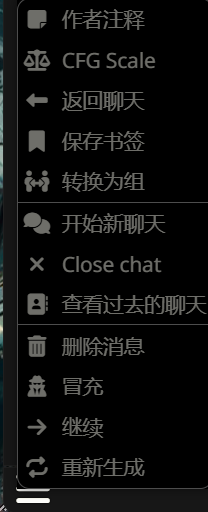 作者注释
CFG Scale
返回聊天
保存书签
转换为组
开始新聊天
Close chat
查看过去的聊天
删除消息
冒充
继续
重新生成